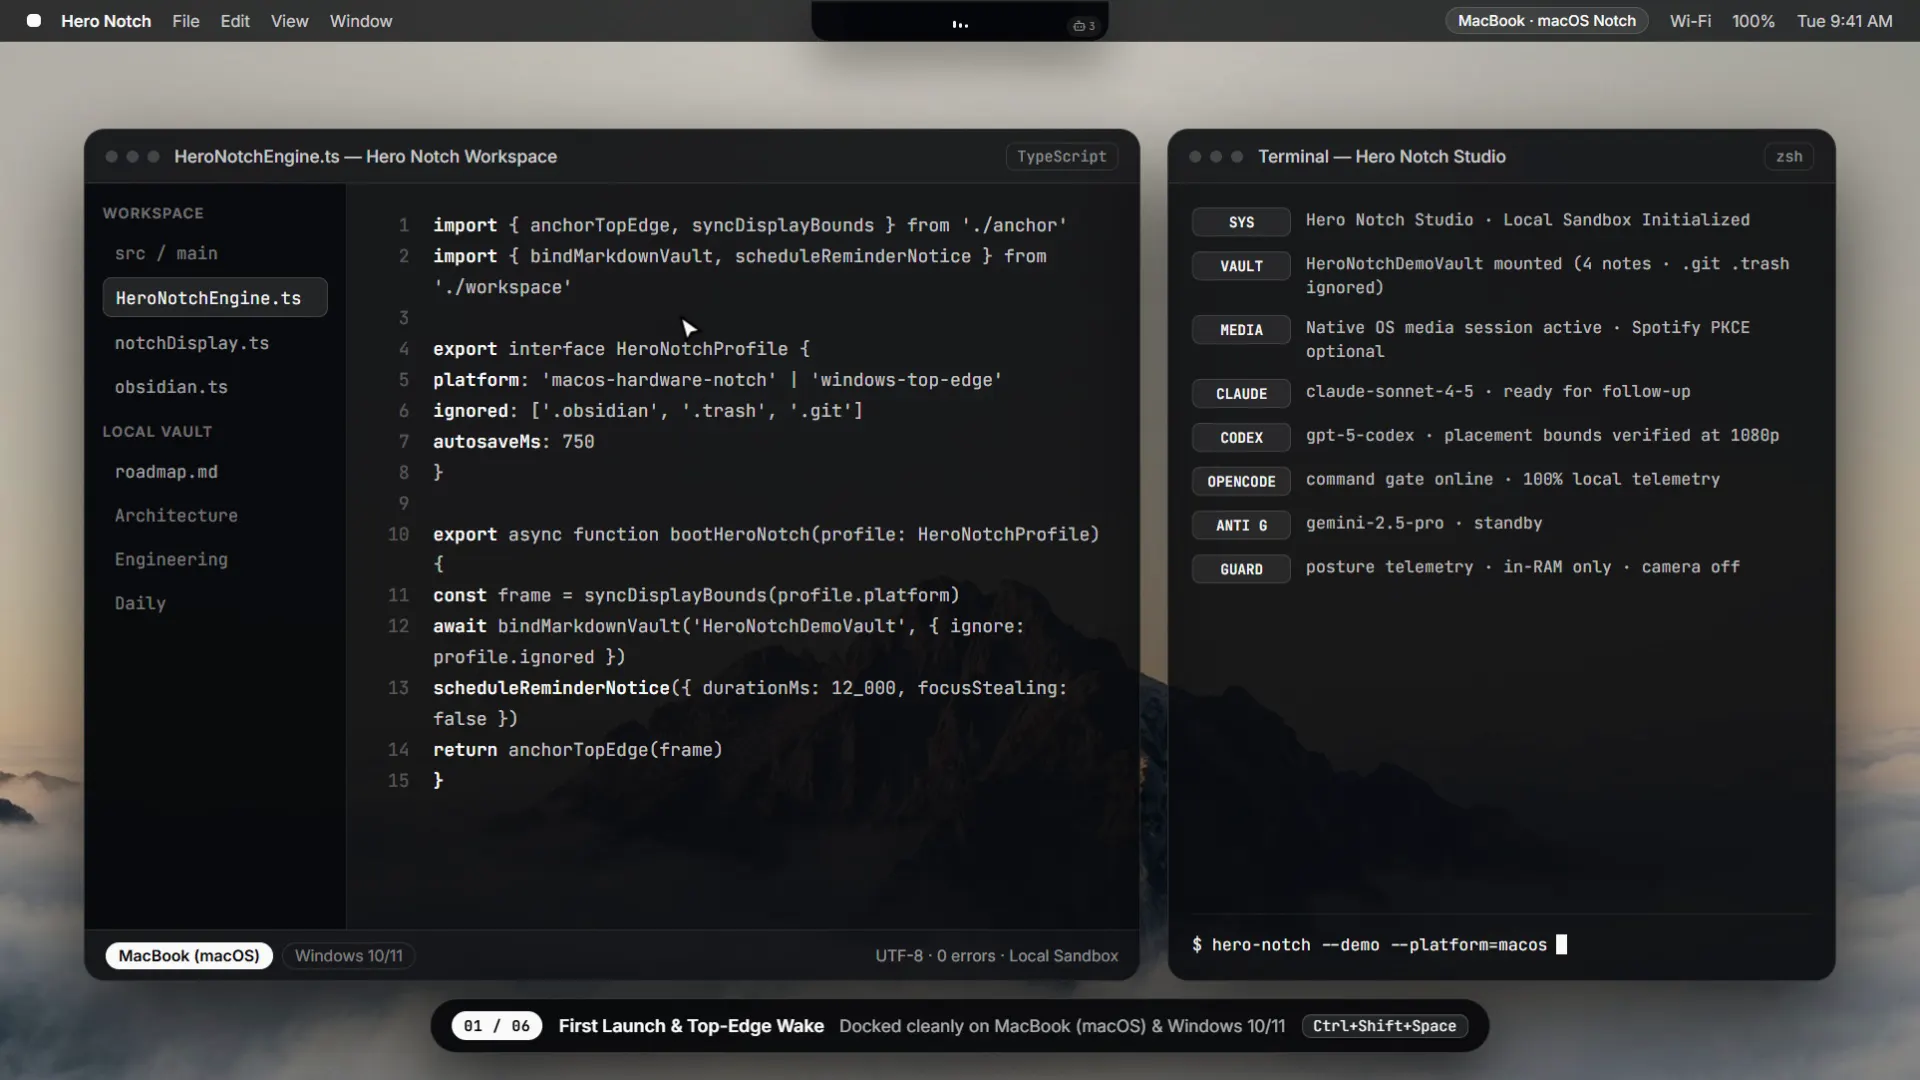 Hero Notch File Edit View Window
3
MacBook · macOS Notch Wi-Fi 100% Tue 9:41 AM
HeroNotchEngine.ts — Hero Notch Workspace
TypeScript
WORKSPACE
src / main
HeroNotchEngine.ts
notchDisplay.ts
obsidian.ts
LOCAL VAULT
roadmap.md
Architecture
Engineering
Daily
1 import { anchorTopEdge, syncDisplayBounds } from './anchor'
2 import { bindMarkdownVault, scheduleReminderNotice } from
'./workspace'
3
4 export interface HeroNotchProfile {
5 platform: 'macos-hardware-notch' | 'windows-top-edge'
6 ignored: ['.obsidian', '.trash', '.git']
7 autosaveMs: 750
8 }
9
10 export async function bootHeroNotch(profile: HeroNotchProfile)
{
11 const frame = syncDisplayBounds(profile.platform)
12 await bindMarkdownVault('HeroNotchDemoVault', { ignore:
profile.ignored })
13 scheduleReminderNotice({ durationMs: 12_000, focusStealing:
false })
14 return anchorTopEdge(frame)
15 }
MacBook (macOS) Windows 10/11
UTF-8 · 0 errors · Local Sandbox
Terminal — Hero Notch Studio
zsh
SYS Hero Notch Studio · Local Sandbox Initialized
VAULT HeroNotchDemoVault mounted (4 notes · .git .trash
ignored)
MEDIA Native OS media session active · Spotify PKCE
optional
CLAUDE claude-sonnet-4-5 · ready for follow-up
CODEX gpt-5-codex · placement bounds verified at 1080p
OPENCODE command gate online · 100% local telemetry
ANTI G gemini-2.5-pro · standby
GUARD posture telemetry · in-RAM only · camera off
$ hero-notch --demo --platform=macos
01 / 06 First Launch & Top-Edge Wake Docked cleanly on MacBook (macOS) & Windows 10/11 Ctrl+Shift+Space